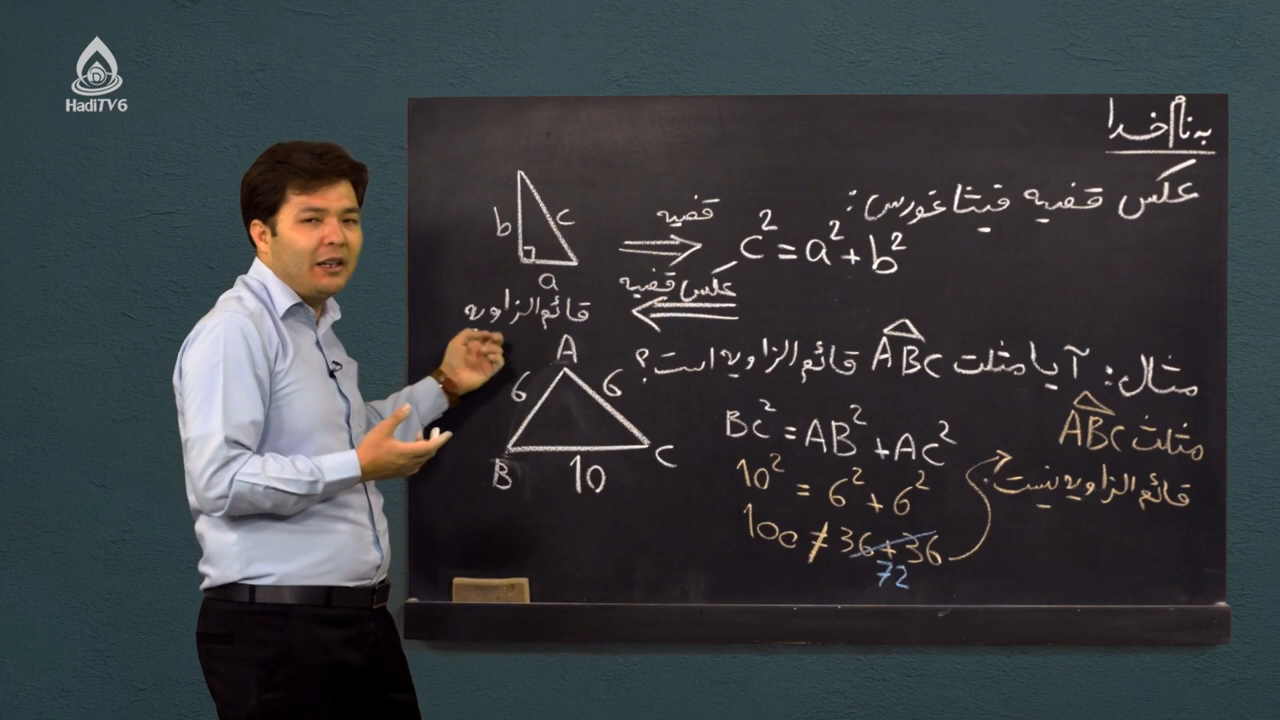 HadiTV6
به نام خدا
عکس قضیه فیثاغورس:
b
c
a
قائم الزاویه
قضیه
⇒
c² = a² + b²
عکس قضیه
⇐
مثال: آیا مثلث ABC قائم الزاویه است؟
A
6
6
B
10
C
BC² = AB² + AC²
10² = 6² + 6²
100 ≠ 36 + 36
72
مثلث ABC
قائم الزاویه نیست